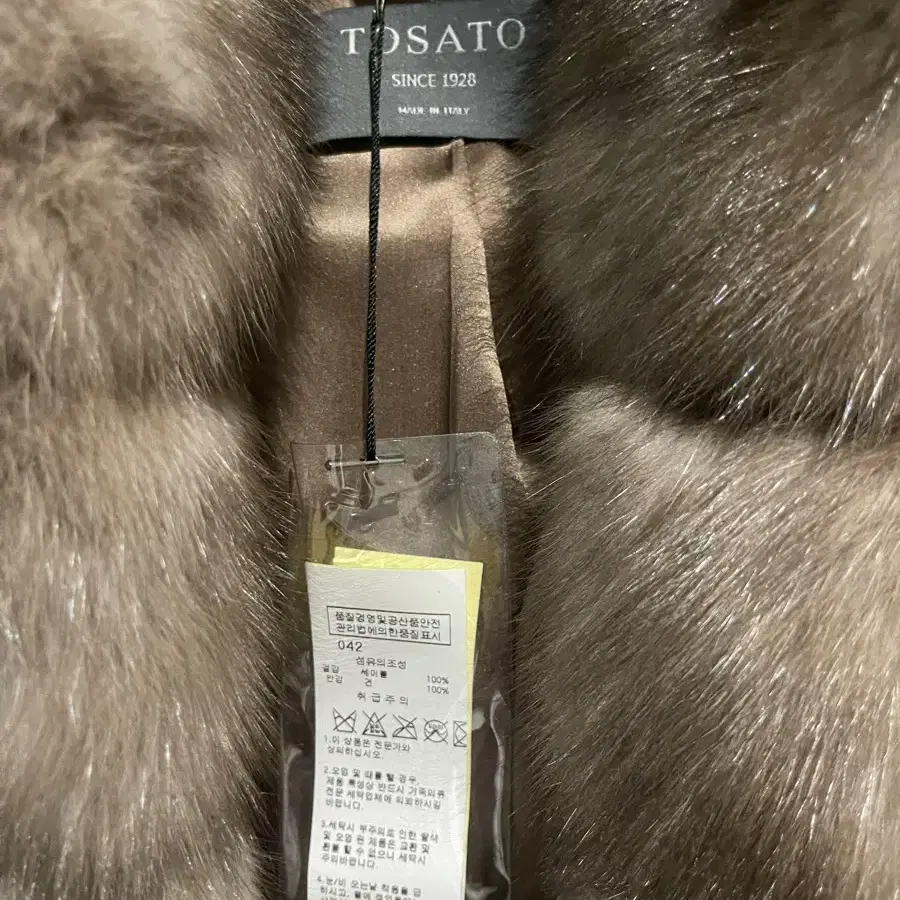 TOSATO
SINCE 1928
MADE IN ITALY
품질경영및공산품안전
관리법에의한품질표시
042
섬유의조성
겉감 세이블 100%
안감 견 100%
취급주의
1.이 상품은 전문가와
상의하십시오.
2.오염 및 때를 뺄 경우,
제품 특성상 반드시 가죽의류
전문 세탁업체에 의뢰하시길
바랍니다.
3.세탁시 부주의로 인한 탈색
및 오염 된 제품은 교환 및
환불 할 수 없으니 세탁시
주의바랍니다.
4.눈/비 오는날 착용을 삼